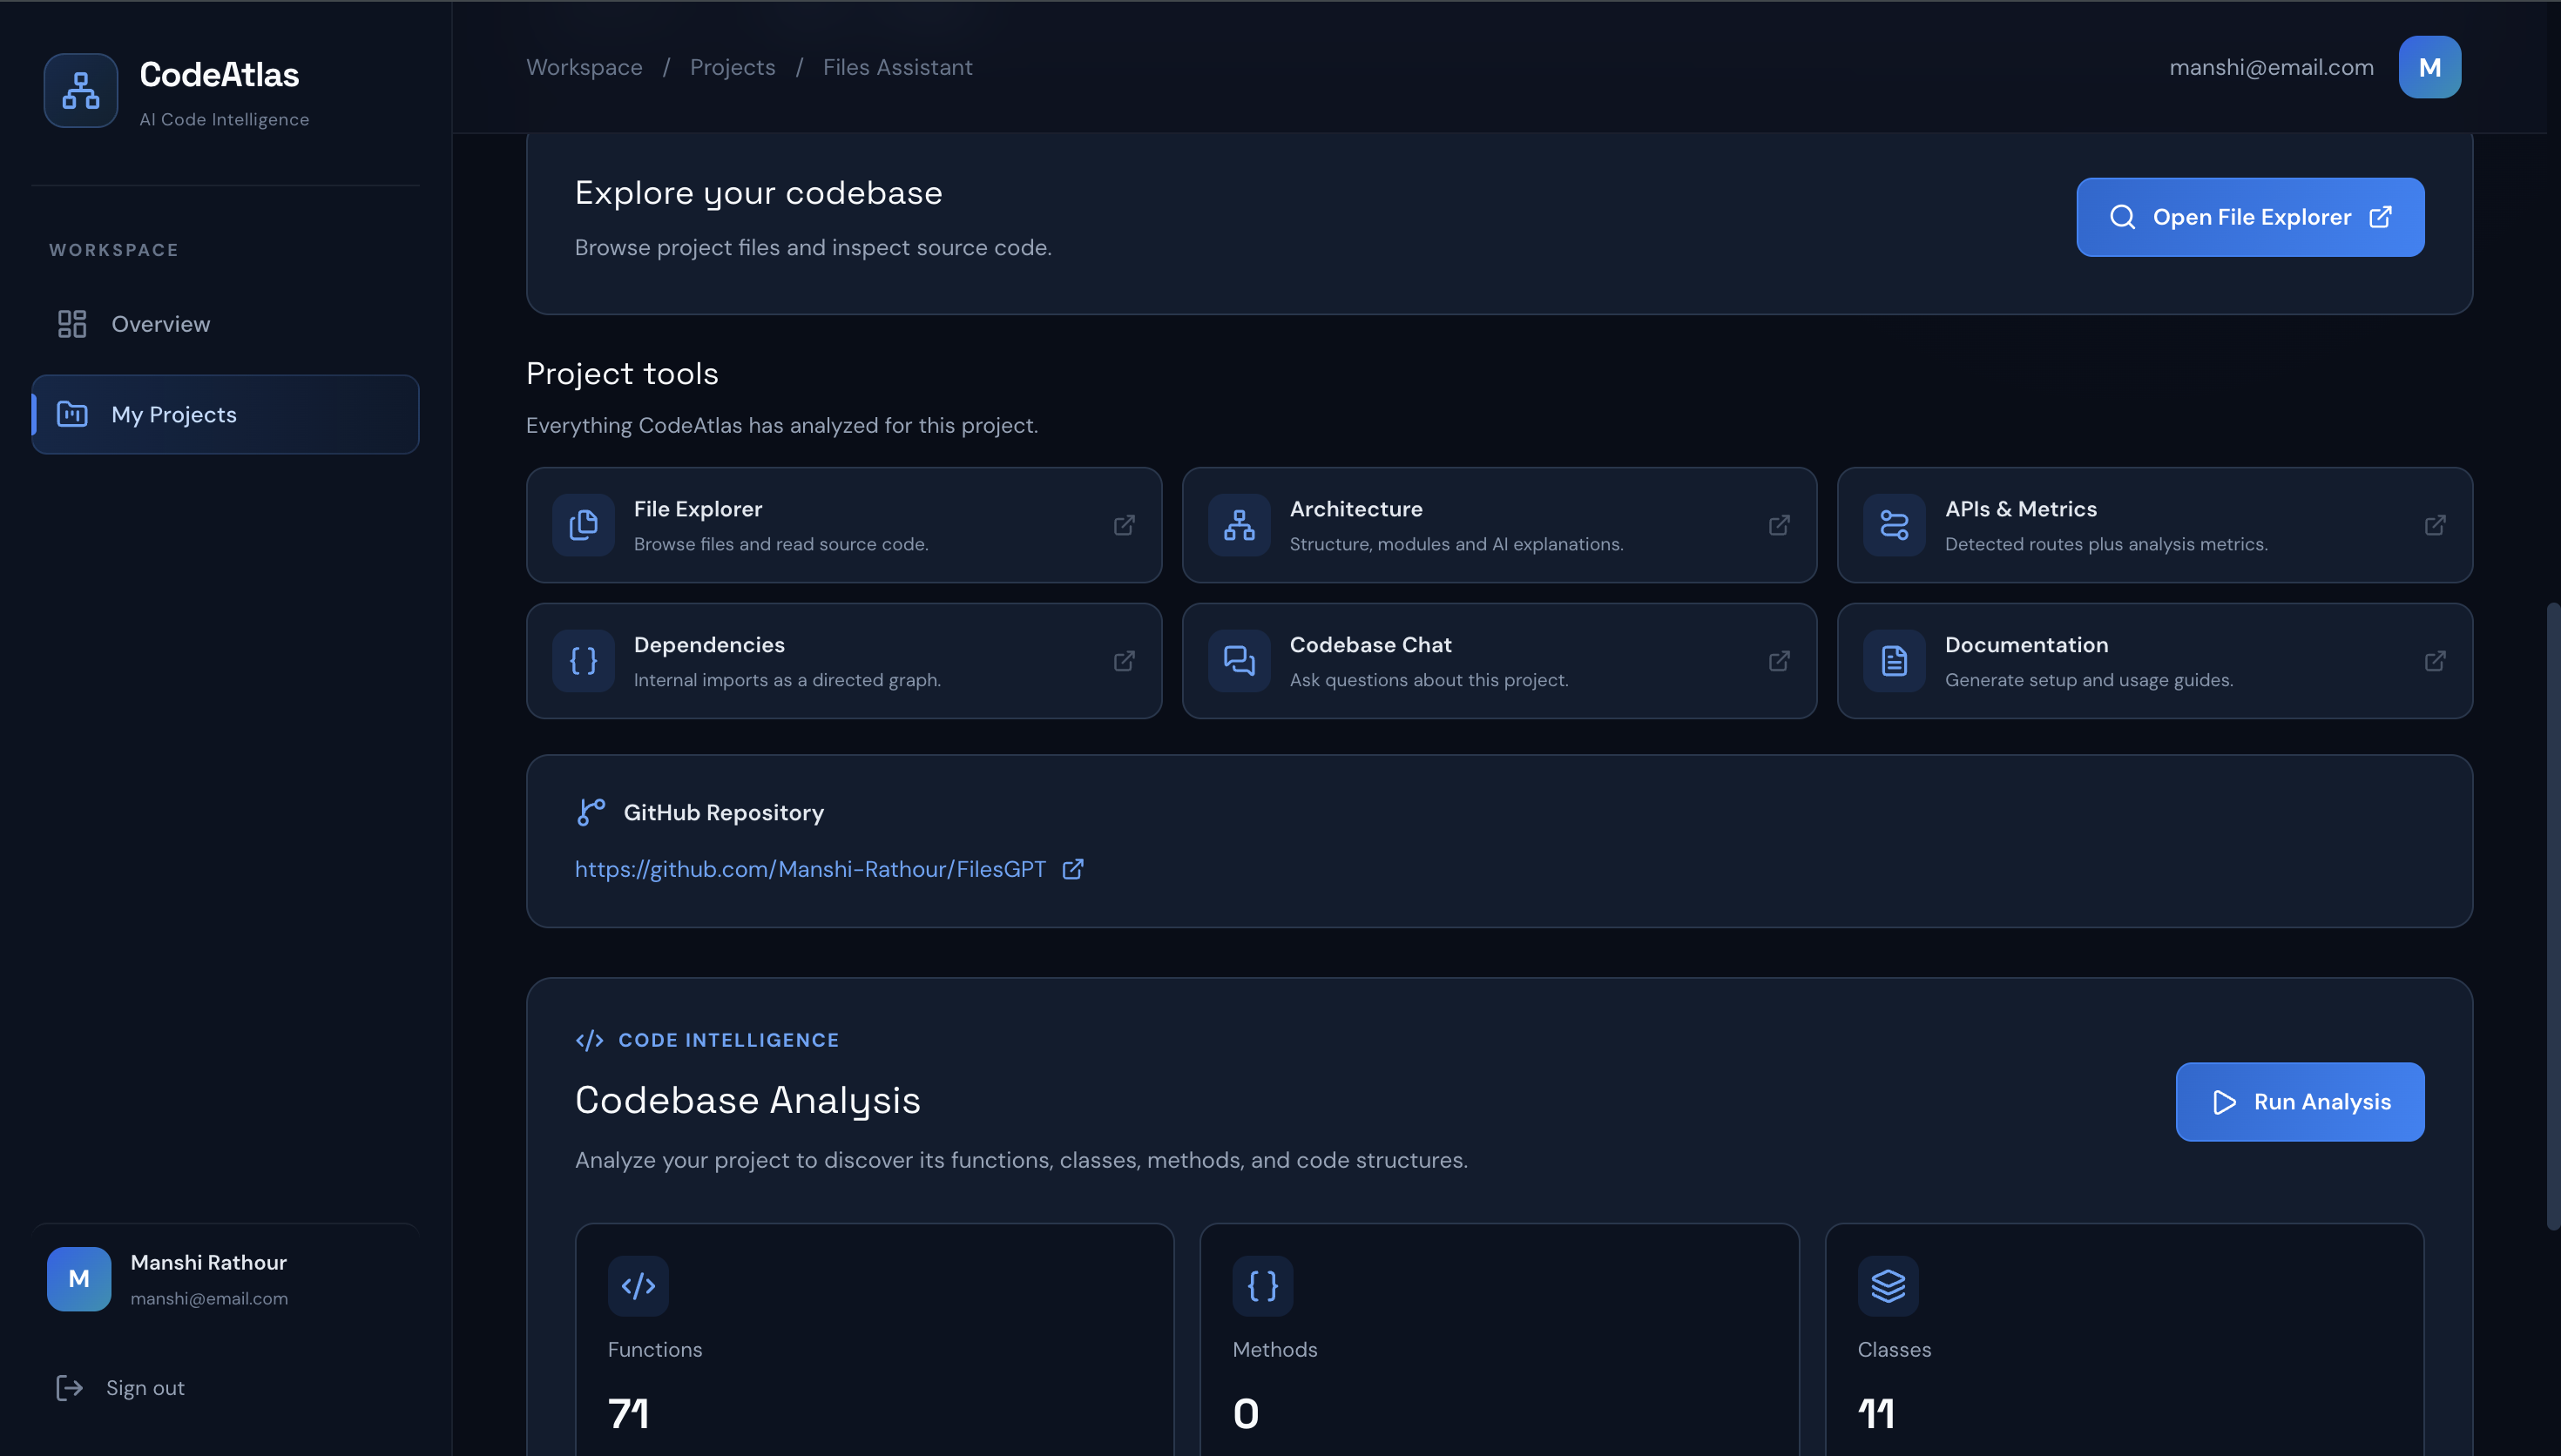 CodeAtlas
AI Code Intelligence
WORKSPACE
Overview
My Projects
Manshi Rathour
M
manshi@email.com
Sign out
Workspace / Projects / Files Assistant
manshi@email.com
M
Explore your codebase
Browse project files and inspect source code.
Open File Explorer
Project tools
Everything CodeAtlas has analyzed for this project.
File Explorer
Browse files and read source code.
Architecture
Structure, modules and AI explanations.
APIs & Metrics
Detected routes plus analysis metrics.
Dependencies
Internal imports as a directed graph.
Codebase Chat
Ask questions about this project.
Documentation
Generate setup and usage guides.
GitHub Repository
https://github.com/Manshi-Rathour/FilesGPT
CODE INTELLIGENCE
Codebase Analysis
Analyze your project to discover its functions, classes, methods, and code structures.
Run Analysis
Functions
71
Methods
0
Classes
11